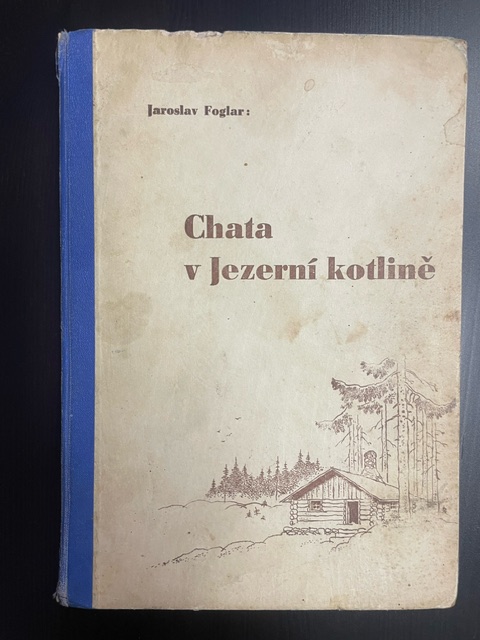 Jaroslav Foglar:
Chata
v Jezerní kotlině